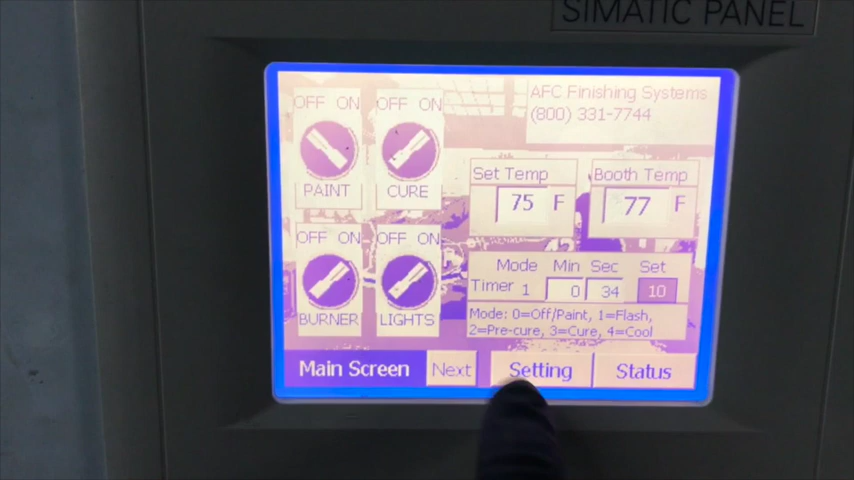 SIMATIC PANEL
AFC Finishing Systems
(800) 331-7744
OFF ON
OFF ON
PAINT
CURE
Set Temp
75 F
Booth Temp
77 F
OFF ON
OFF ON
BURNER
LIGHTS
Mode Min Sec Set
Timer 1 0 34 10
Mode: 0=Off/Paint, 1=Flash,
2=Pre-cure, 3=Cure, 4=Cool
Main Screen
Next
Setting
Status